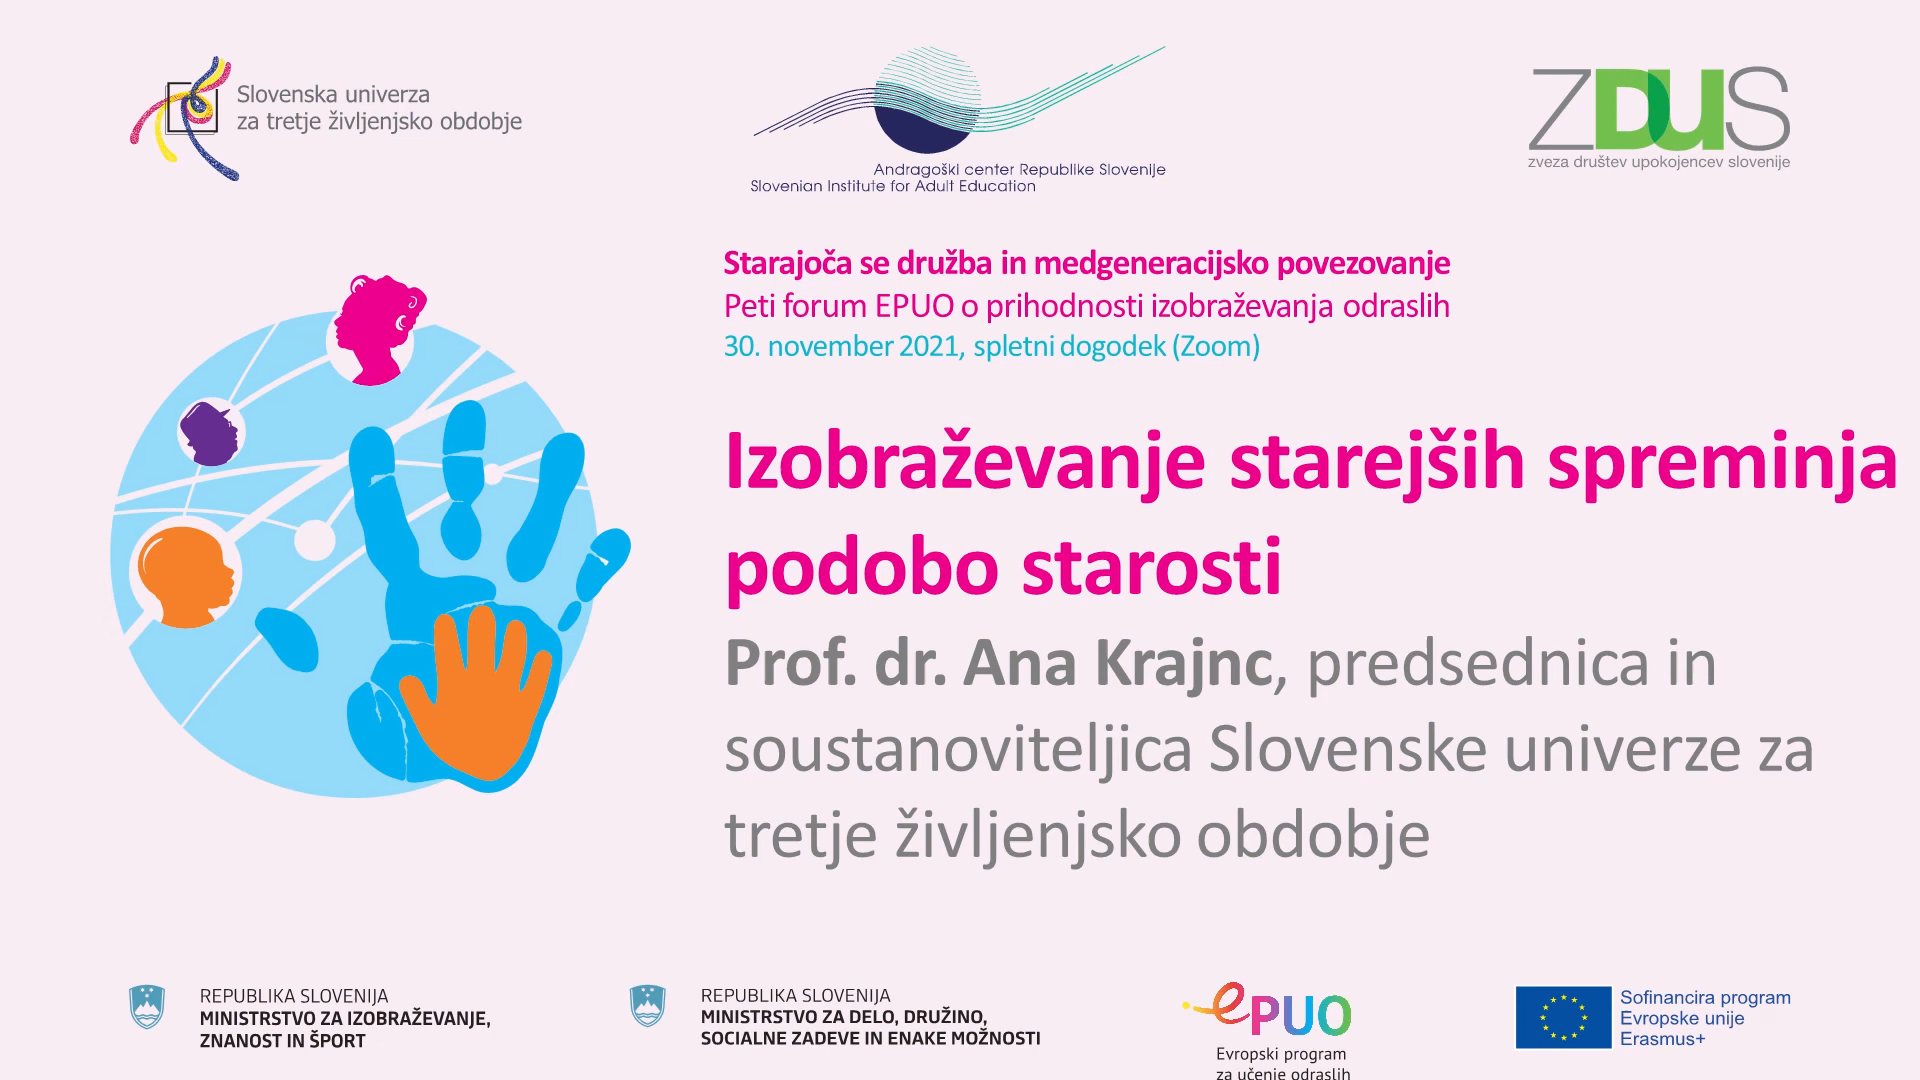 Slovenska univerza
za tretje življenjsko obdobje
Andragoški center Republike Slovenije
Slovenian Institute for Adult Education
ZDUS
zveza društev upokojencev slovenije
Starajoča se družba in medgeneracijsko povezovanje
Peti forum EPUO o prihodnosti izobraževanja odraslih
30. november 2021, spletni dogodek (Zoom)
Izobraževanje starejših spreminja
podobo starosti
Prof. dr. Ana Krajnc, predsednica in
soustanoviteljica Slovenske univerze za
tretje življenjsko obdobje
REPUBLIKA SLOVENIJA
MINISTRSTVO ZA IZOBRAŽEVANJE,
ZNANOST IN ŠPORT
REPUBLIKA SLOVENIJA
MINISTRSTVO ZA DELO, DRUŽINO,
SOCIALNE ZADEVE IN ENAKE MOŽNOSTI
ePUO
Evropski program
za učenje odraslih
Sofinancira program
Evropske unije
Erasmus+